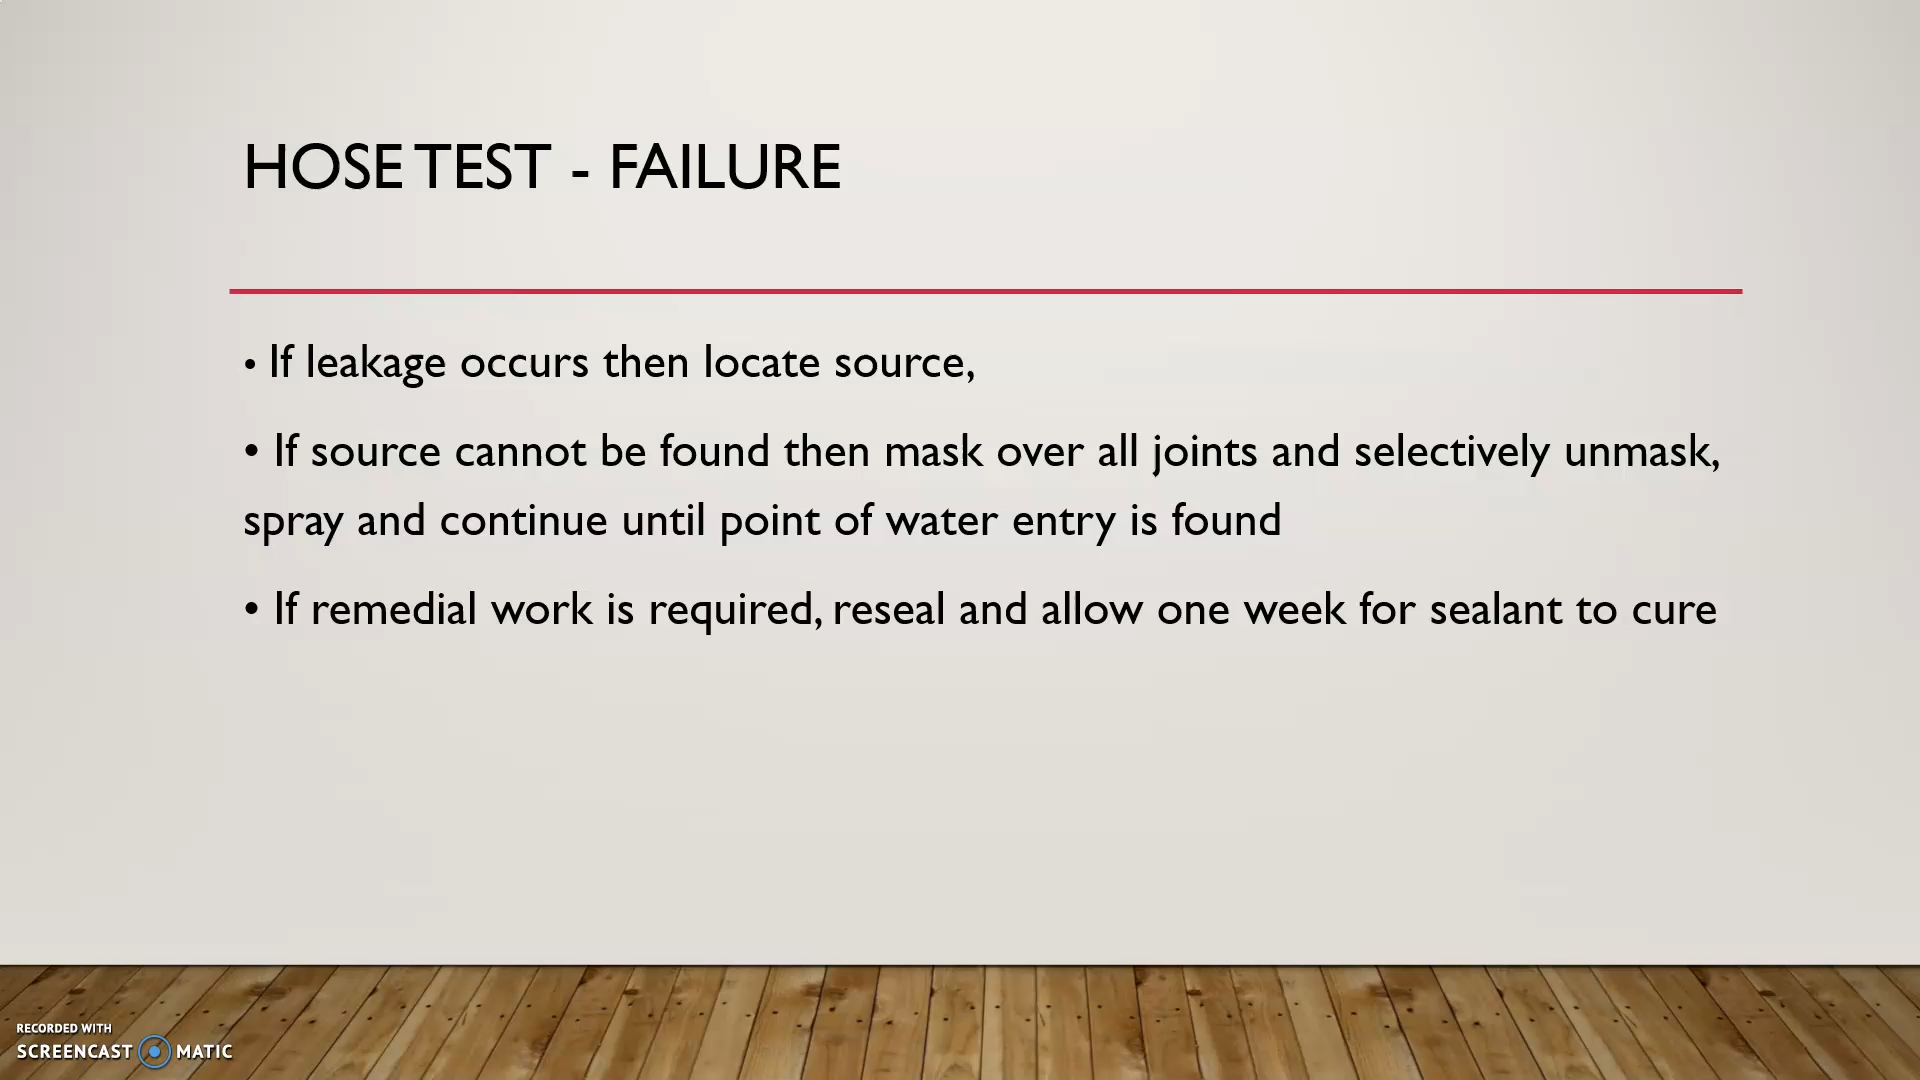 HOSE TEST - FAILURE
• If leakage occurs then locate source,
• If source cannot be found then mask over all joints and selectively unmask,
spray and continue until point of water entry is found
• If remedial work is required, reseal and allow one week for sealant to cure
RECORDED WITH
SCREENCAST MATIC